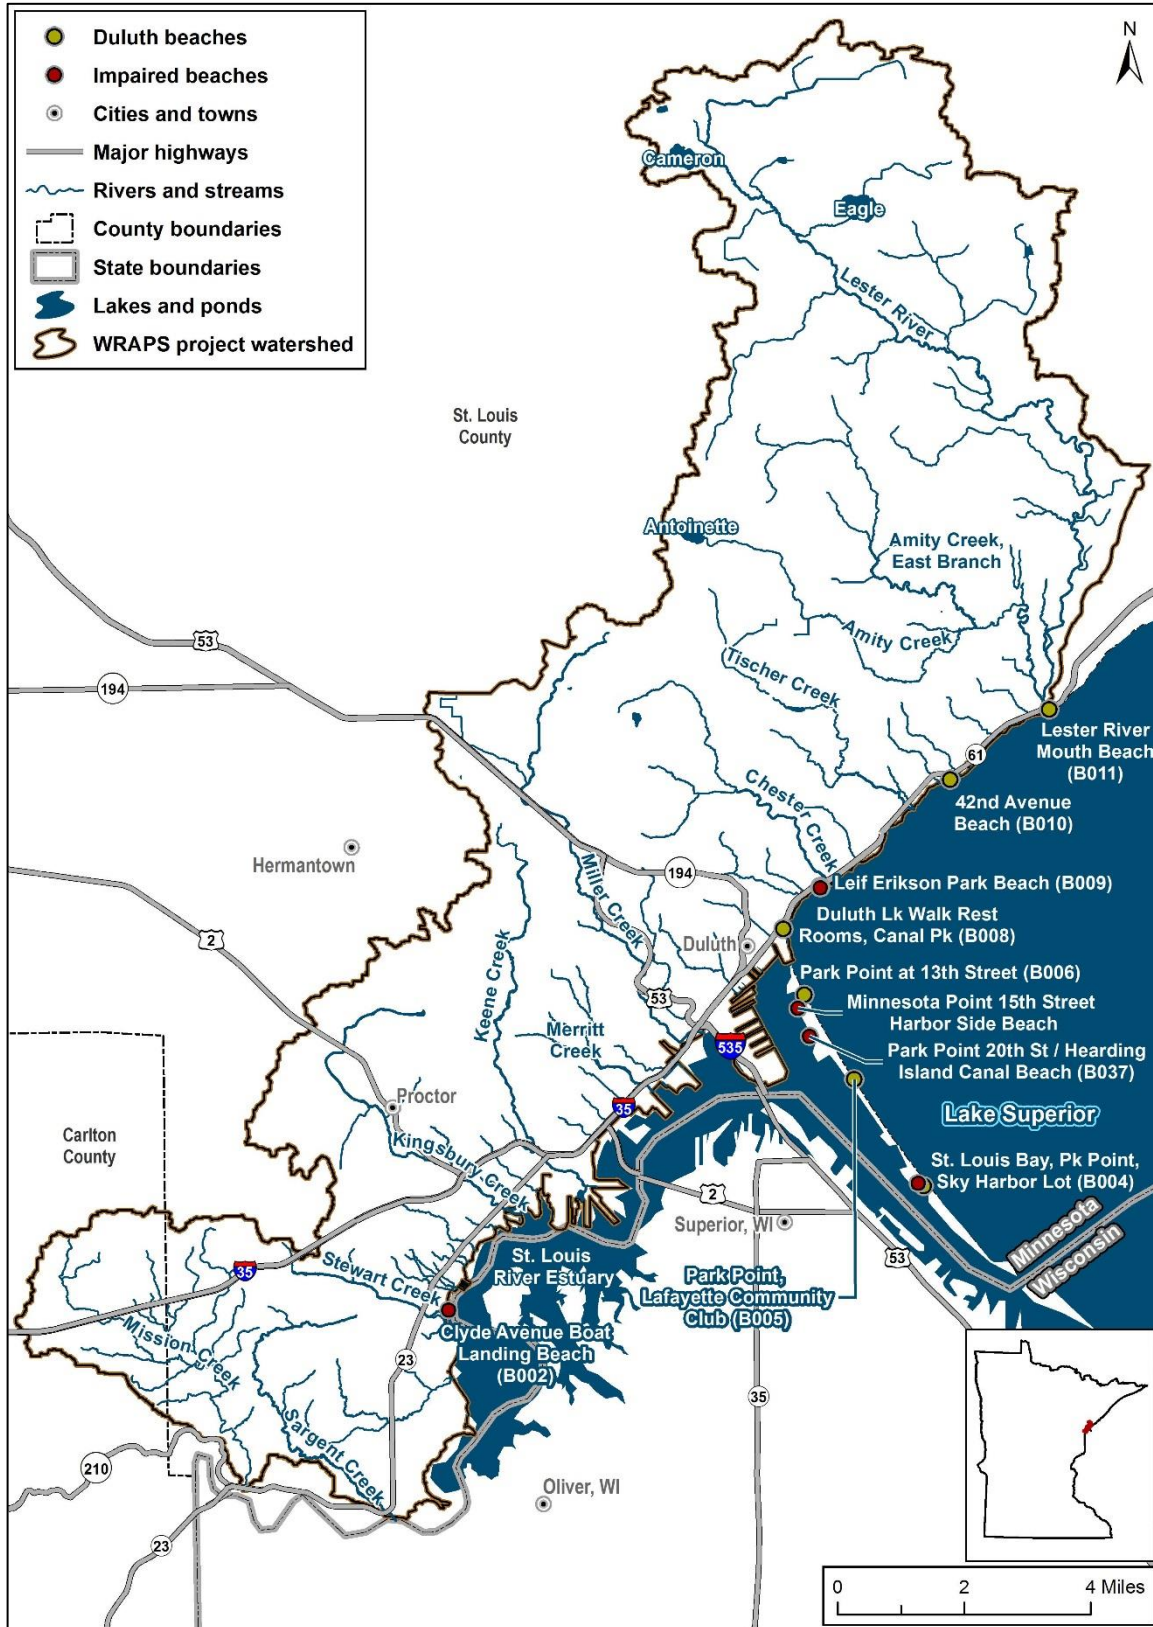 Duluth beaches
Impaired beaches
Cities and towns
Major highways
Rivers and streams
County boundaries
State boundaries
Lakes and ponds
WRAPS project watershed
N
Cameron
Eagle
Lester River
St. Louis
County
Antoinette
Amity Creek,
East Branch
Amity Creek
Tischer Creek
53
194
61
Lester River
Mouth Beach
(B011)
Chester Creek
42nd Avenue
Beach (B010)
Hermantown
Miller Creek
194
Leif Erikson Park Beach (B009)
Duluth Lk Walk Rest
Rooms, Canal Pk (B008)
2
Duluth
Keene Creek
Park Point at 13th Street (B006)
53
Minnesota Point 15th Street
Harbor Side Beach
Merritt
Creek
535
Park Point 20th St / Hearding
Island Canal Beach (B037)
Proctor
35
Lake Superior
Carlton
County
Kingsbury Creek
St. Louis Bay, Pk Point,
Sky Harbor Lot (B004)
2
Superior, WI
Minnesota
Wisconsin
53
35
Stewart Creek
St. Louis
River Estuary
Park Point,
Lafayette Community
Club (B005)
Mission Creek
Clyde Avenue Boat
Landing Beach
(B002)
23
35
Sargent Creek
210
Oliver, WI
23
0
2
4 Miles